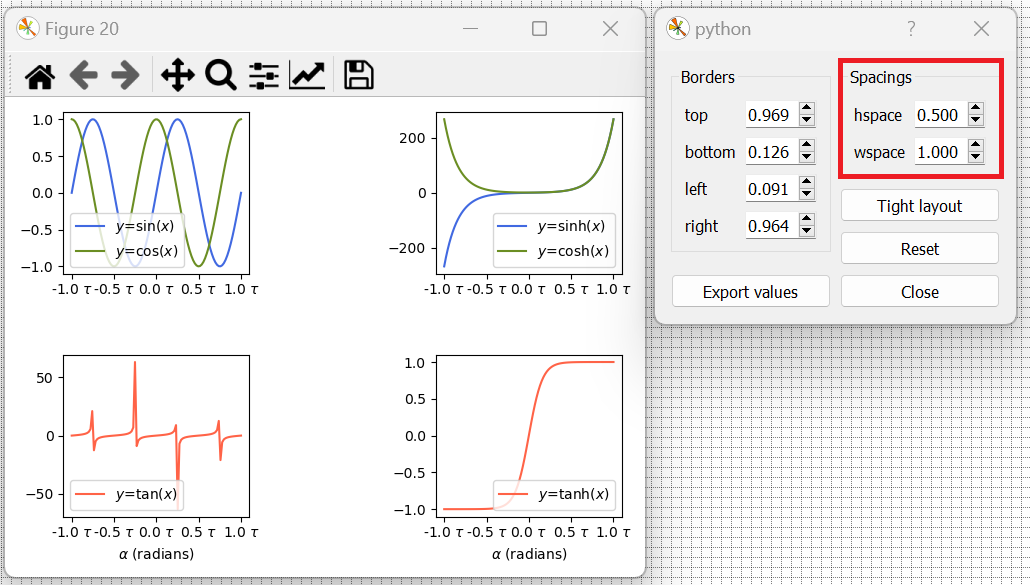 Figure 20
1.0
0.5
0.0
−0.5
−1.0
y=sin(x)
y=cos(x)
-1.0 τ -0.5 τ 0.0 τ 0.5 τ 1.0 τ
200
0
−200
y=sinh(x)
y=cosh(x)
-1.0 τ -0.5 τ 0.0 τ 0.5 τ 1.0 τ
50
0
−50
y=tan(x)
-1.0 τ -0.5 τ 0.0 τ 0.5 τ 1.0 τ
α (radians)
1.0
0.5
0.0
−0.5
−1.0
y=tanh(x)
-1.0 τ -0.5 τ 0.0 τ 0.5 τ 1.0 τ
α (radians)
python ?
Borders
top 0.969
bottom 0.126
left 0.091
right 0.964
Export values
Spacings
hspace 0.500
wspace 1.000
Tight layout
Reset
Close